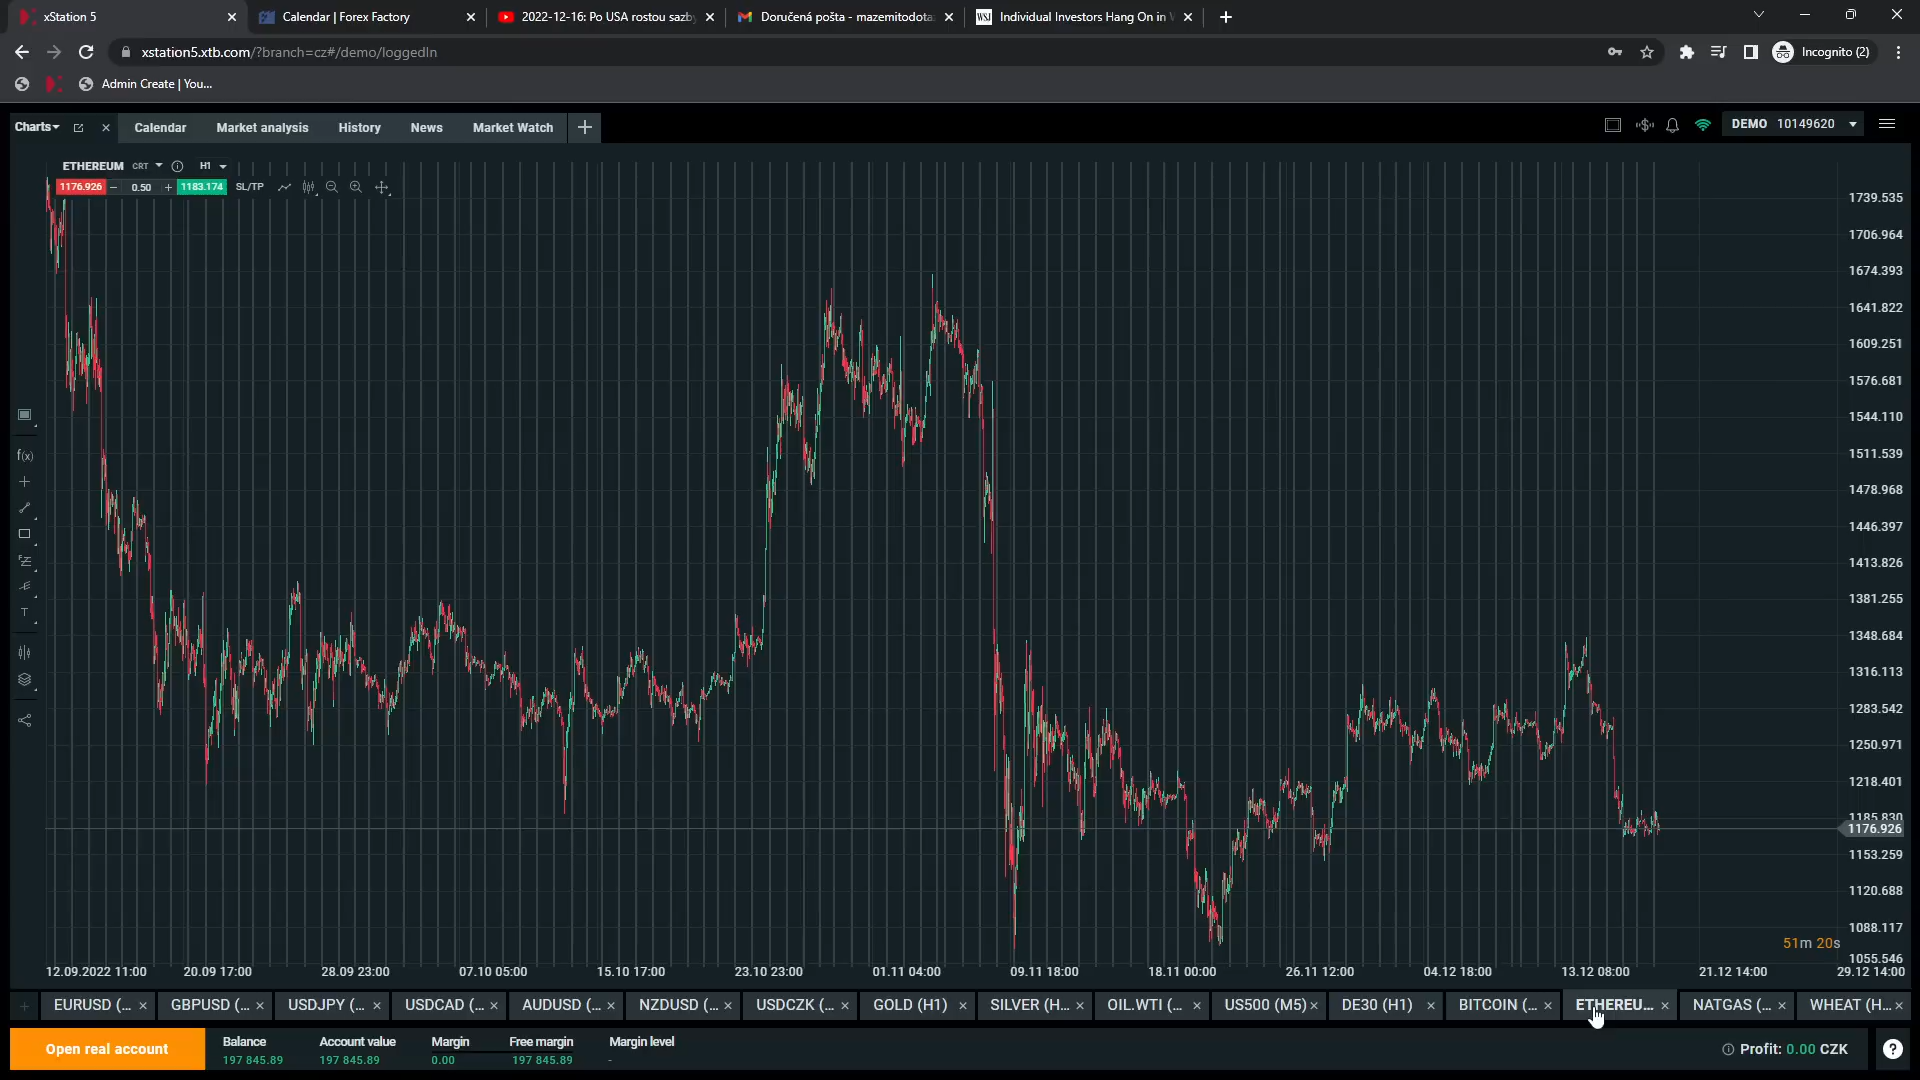 xStation 5
Calendar | Forex Factory
2022-12-16: Po USA rostou sazby
Doručená pošta - mazemitodota
Individual Investors Hang On in
xstation5.xtb.com/?branch=cz#/demo/loggedIn
Incognito (2)
Admin Create | You...
Charts
Calendar
Market analysis
History
News
Market Watch
DEMO 10149620
ETHEREUM CRT
H1
1176.926
0.50
1183.174
SL/TP
1739.535
1706.964
1674.393
1641.822
1609.251
1576.681
1544.110
1511.539
1478.968
1446.397
1413.826
1381.255
1348.684
1316.113
1283.542
1250.971
1218.401
1185.830
1176.926
1153.259
1120.688
1088.117
1055.546
f(x)
T
51m 20s
12.09.2022 11:00
20.09 17:00
28.09 23:00
07.10 05:00
15.10 17:00
23.10 23:00
01.11 04:00
09.11 18:00
18.11 00:00
26.11 12:00
04.12 18:00
13.12 08:00
21.12 14:00
29.12 14:00
EURUSD (...
GBPUSD (...
USDJPY (...
USDCAD (...
AUDUSD (...
NZDUSD (...
USDCZK (...
GOLD (H1)
SILVER (H...
OIL.WTI (...
US500 (M5)
DE30 (H1)
BITCOIN (...
ETHEREU...
NATGAS (...
WHEAT (H...
Open real account
Balance
197 845.89
Account value
197 845.89
Margin
0.00
Free margin
197 845.89
Margin level
-
Profit: 0.00 CZK
?